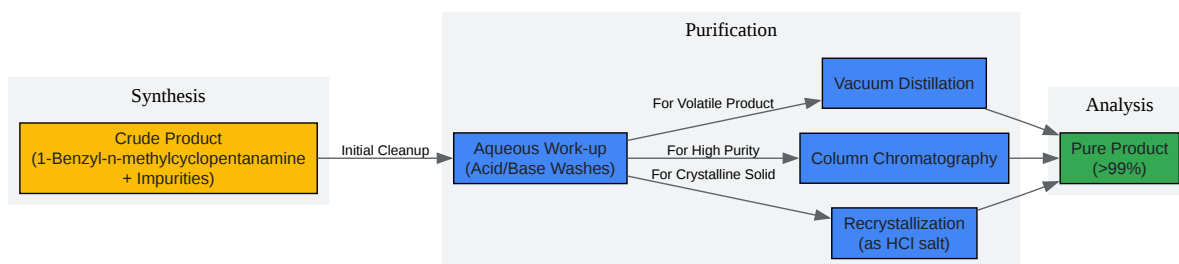 Synthesis
Crude Product
(1-Benzyl-n-methylcyclopentanamine
+ Impurities)
Initial Cleanup
Purification
Aqueous Work-up
(Acid/Base Washes)
For Volatile Product
For High Purity
For Crystalline Solid
Vacuum Distillation
Column Chromatography
Recrystallization
(as HCl salt)
Analysis
Pure Product
(>99%)